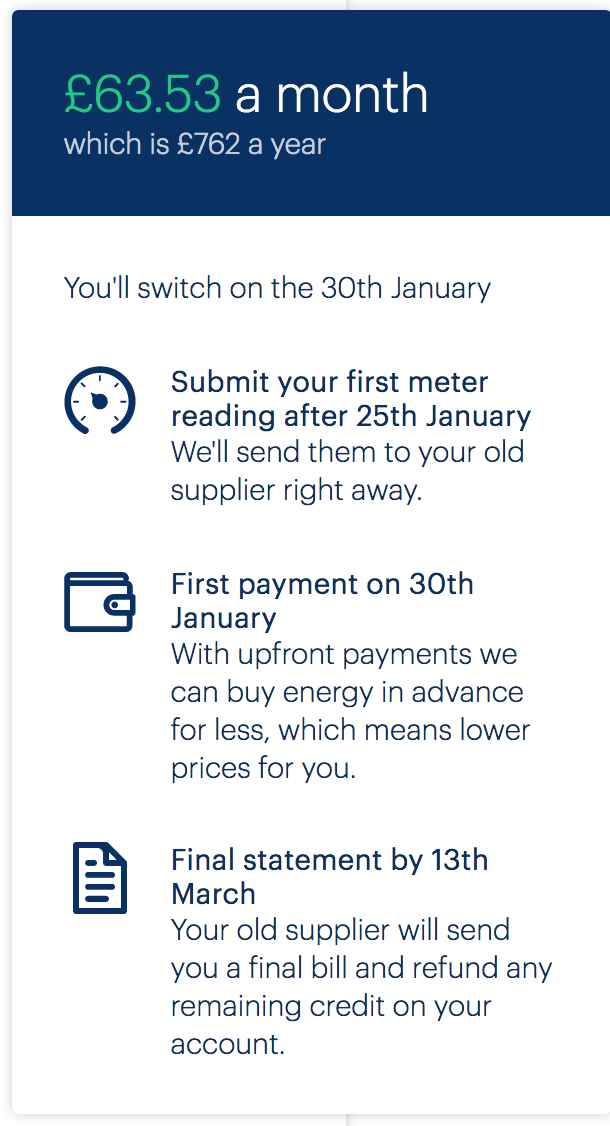 £63.53 a month
which is £762 a year
You'll switch on the 30th January
Submit your first meter
reading after 25th January
We'll send them to your old
supplier right away.
First payment on 30th
January
With upfront payments we
can buy energy in advance
for less, which means lower
prices for you.
Final statement by 13th
March
Your old supplier will send
you a final bill and refund any
remaining credit on your
account.